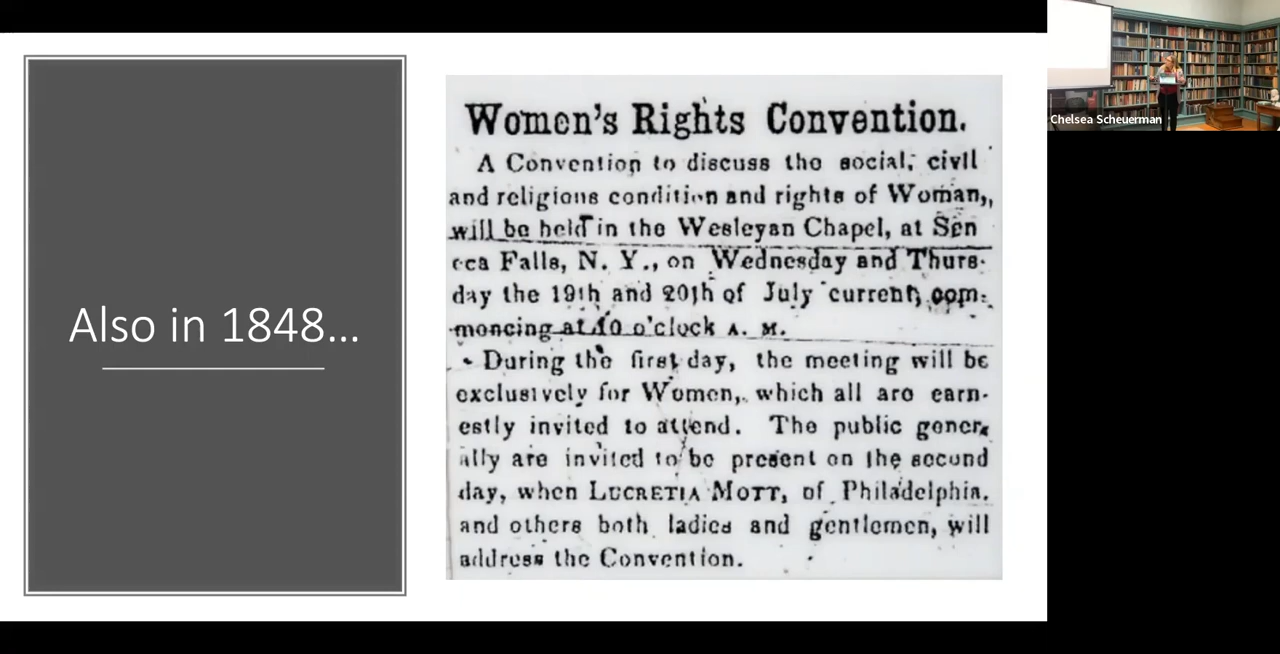 Also in 1848...
Women's Rights Convention.
A Convention to discuss the social, civil
and religious condition and rights of Woman,
will be held in the Wesleyan Chapel, at Sen
eca Falls, N. Y., on Wednesday and Thurs-
day the 19th and 20th of July current, com-
mencing at 10 o'clock A. M.
During the first day, the meeting will be
exclusively for Women, which all are earn-
estly invited to attend. The public gener
ally are invited to be present on the second
day, when LUCRETIA MOTT, of Philadelphia,
and others both ladies and gentlemen, will
address the Convention.
Chelsea Scheuerman